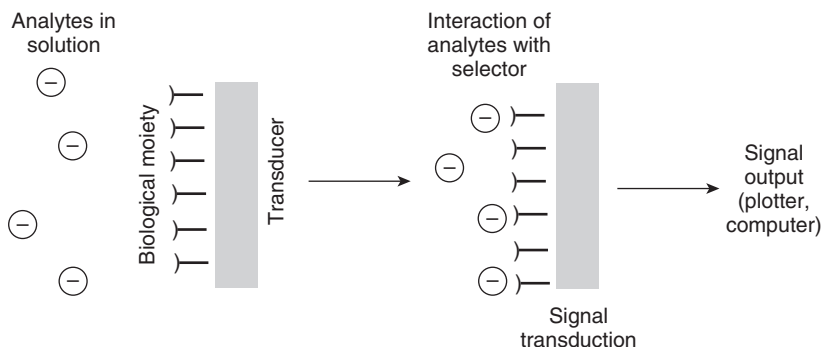 Analytes in
solution
Biological moiety
Transducer
Interaction of
analytes with
selector
Signal
transduction
Signal
output
(plotter,
computer)